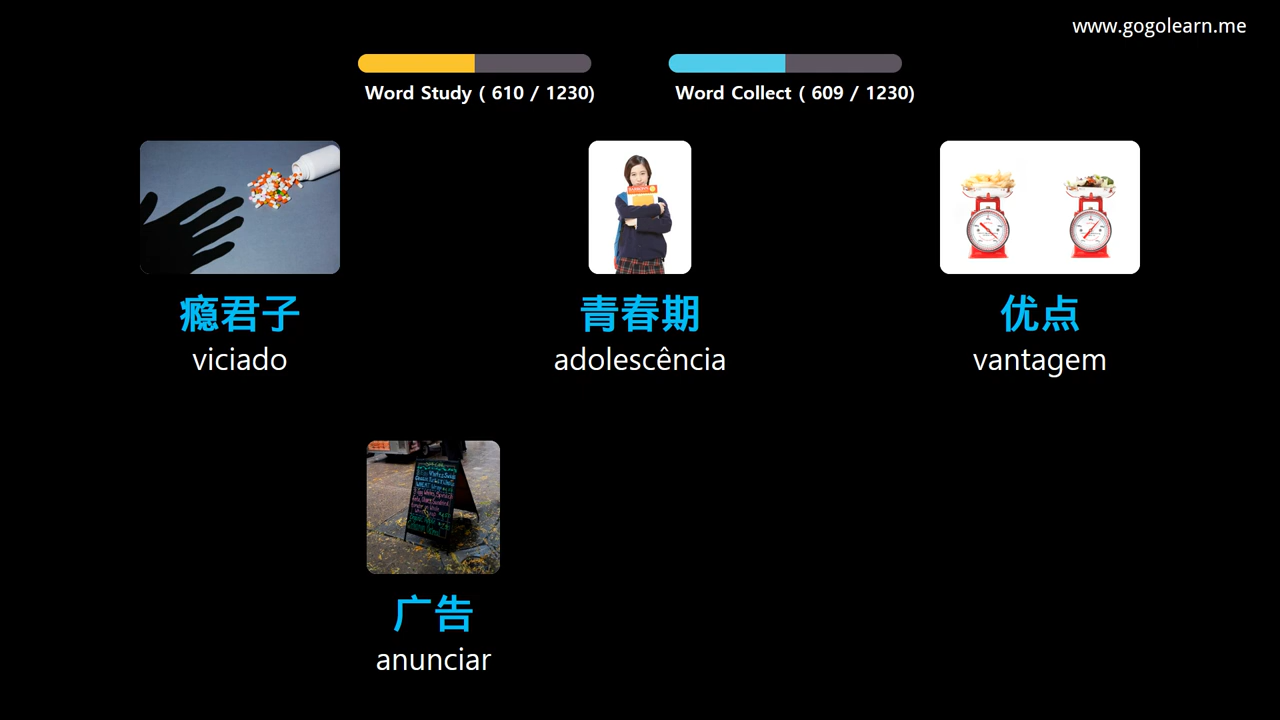 www.gogolearn.me
Word Study ( 610 / 1230)
Word Collect ( 609 / 1230)
瘾君子
viciado
青春期
adolescência
优点
vantagem
广告
anunciar